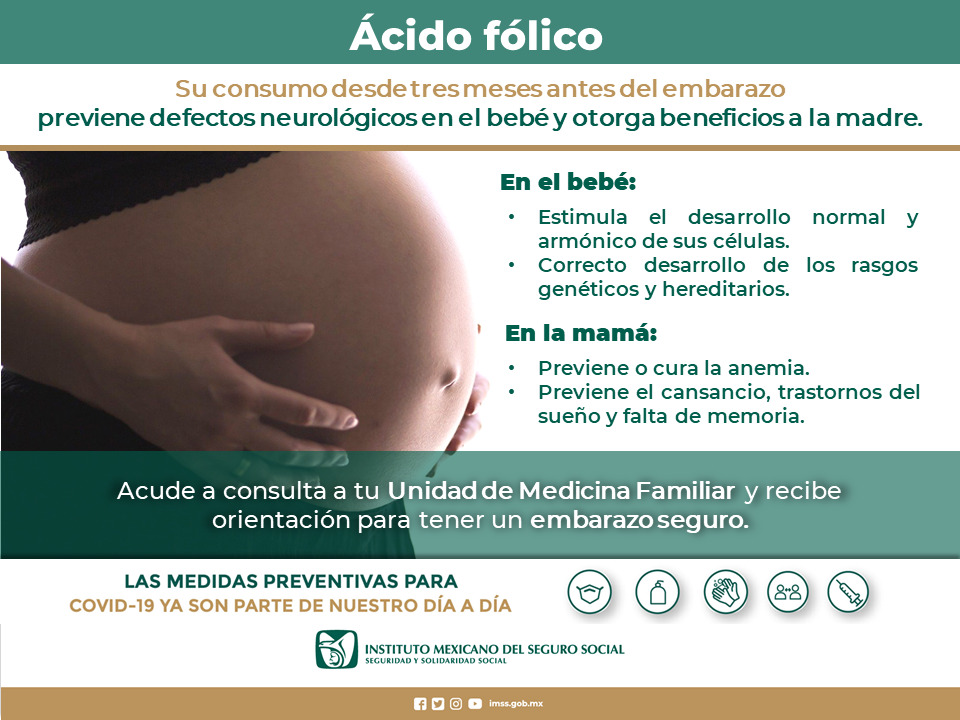 Ácido fólico
Su consumo desde tres meses antes del embarazo
previene defectos neurológicos en el bebé y otorga beneficios a la madre.
En el bebé:
• Estimula el desarrollo normal y
armónico de sus células.
• Correcto desarrollo de los rasgos
genéticos y hereditarios.
En la mamá:
• Previene o cura la anemia.
• Previene el cansancio, trastornos del
sueño y falta de memoria.
Acude a consulta a tu Unidad de Medicina Familiar y recibe
orientación para tener un embarazo seguro.
LAS MEDIDAS PREVENTIVAS PARA
COVID-19 YA SON PARTE DE NUESTRO DÍA A DÍA
INSTITUTO MEXICANO DEL SEGURO SOCIAL
SEGURIDAD Y SOLIDARIDAD SOCIAL
imss.gob.mx